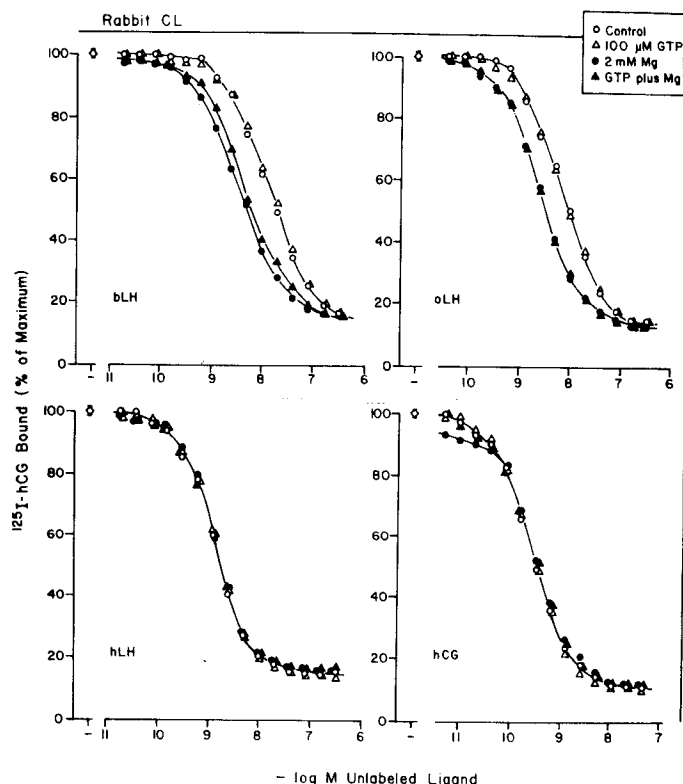 Rabbit CL
○ Control
△ 100 μM GTP
● 2 mM Mg
▲ GTP plus Mg
125I-hCG Bound (% of Maximum)
100
80
60
40
20
0
bLH
- 11 10 9 8 7 6
100
80
60
40
20
0
oLH
- 10 9 8 7 6
100
80
60
40
20
0
hLH
- 11 10 9 8 7 6
100
80
60
40
20
0
hCG
- 11 10 9 8 7
- log M Unlabeled Ligand